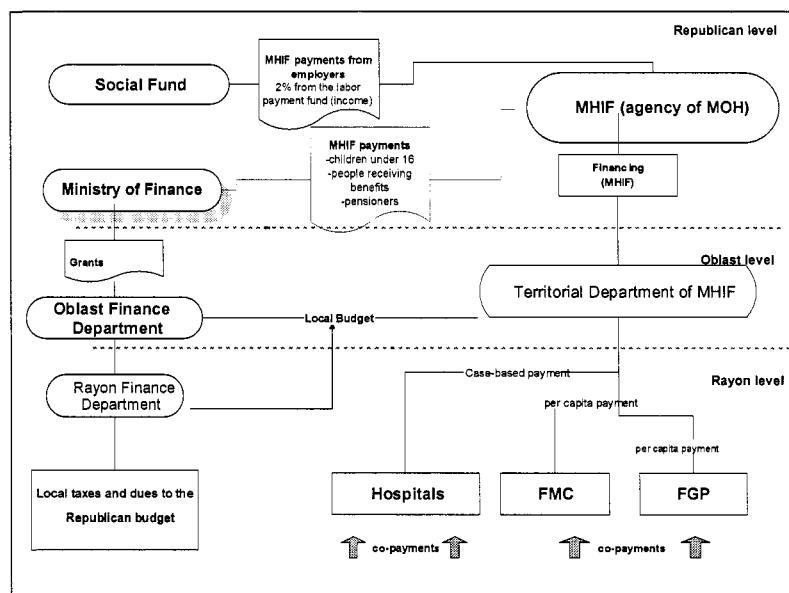 Republican level
Social Fund
MHIF payments from
employers
2% from the labor
payment fund (income)
MHIF (agency of MOH)
MHIF payments
-children under 16
-people receiving
benefits
-pensioners
Financing
(MHIF)
Ministry of Finance
Grants
Oblast level
Territorial Department of MHIF
Oblast Finance
Department
Local Budget
Rayon level
Rayon Finance
Department
Case-based payment
per capita payment
per capita payment
Local taxes and dues to the
Republican budget
Hospitals
FMC
FGP
co-payments
co-payments